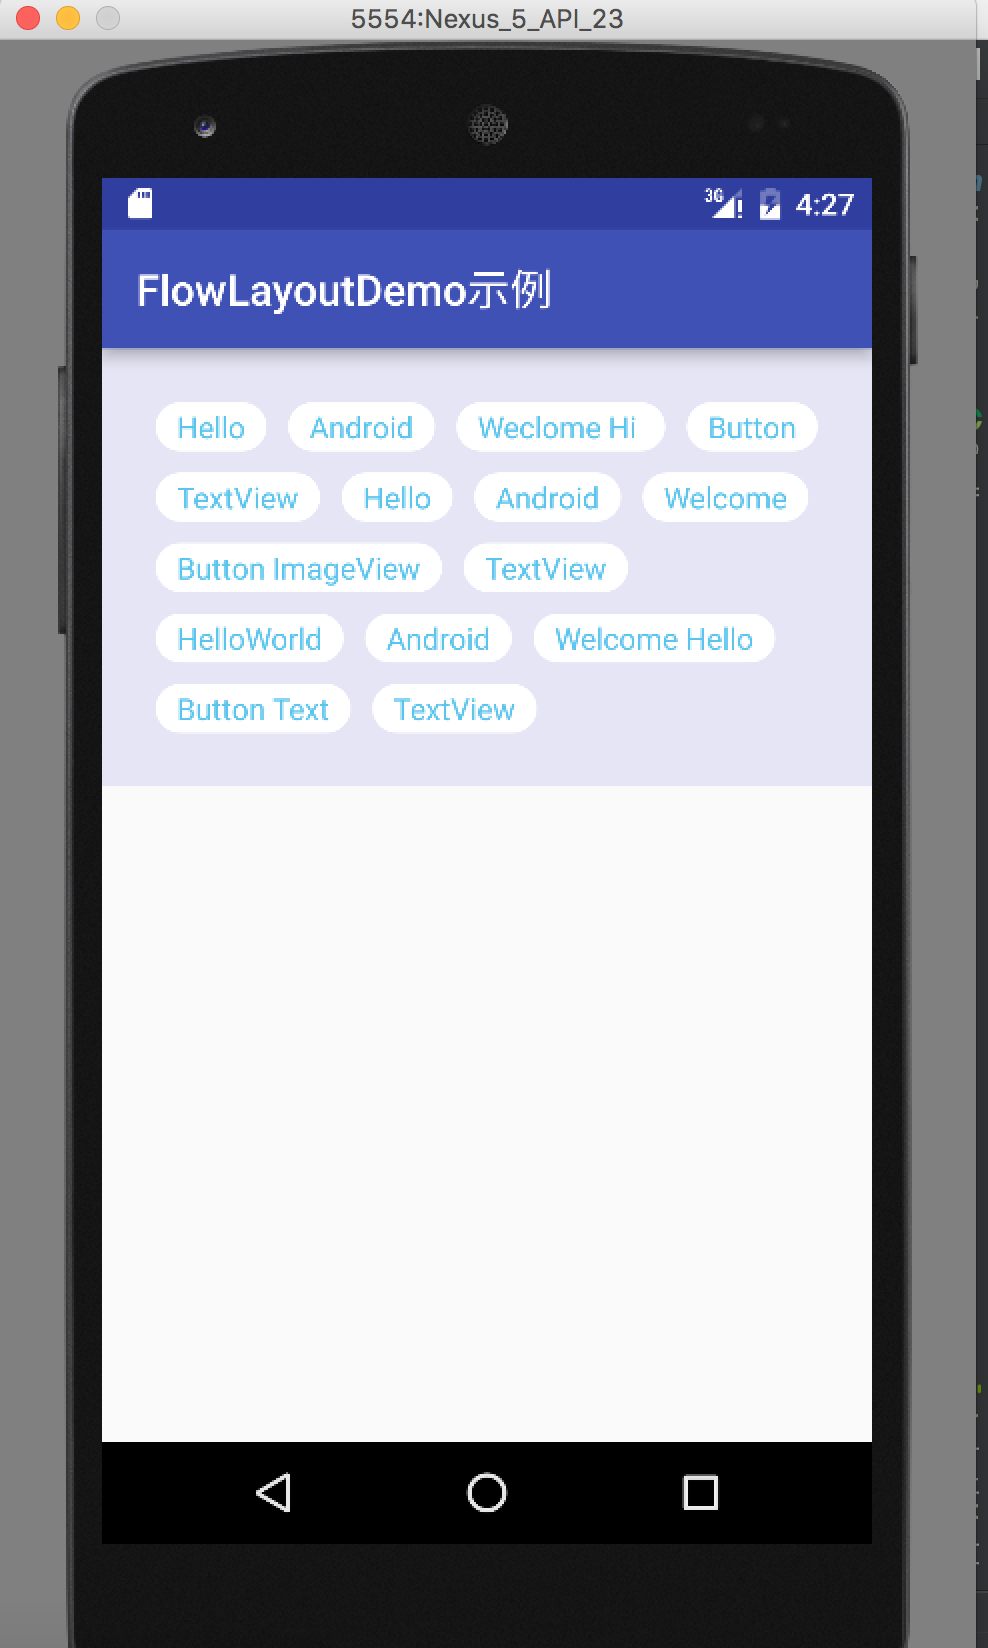 5554:Nexus_5_API_23
3G 4:27
FlowLayoutDemo示例
Hello Android Weclome Hi Button
TextView Hello Android Welcome
Button ImageView TextView
HelloWorld Android Welcome Hello
Button Text TextView